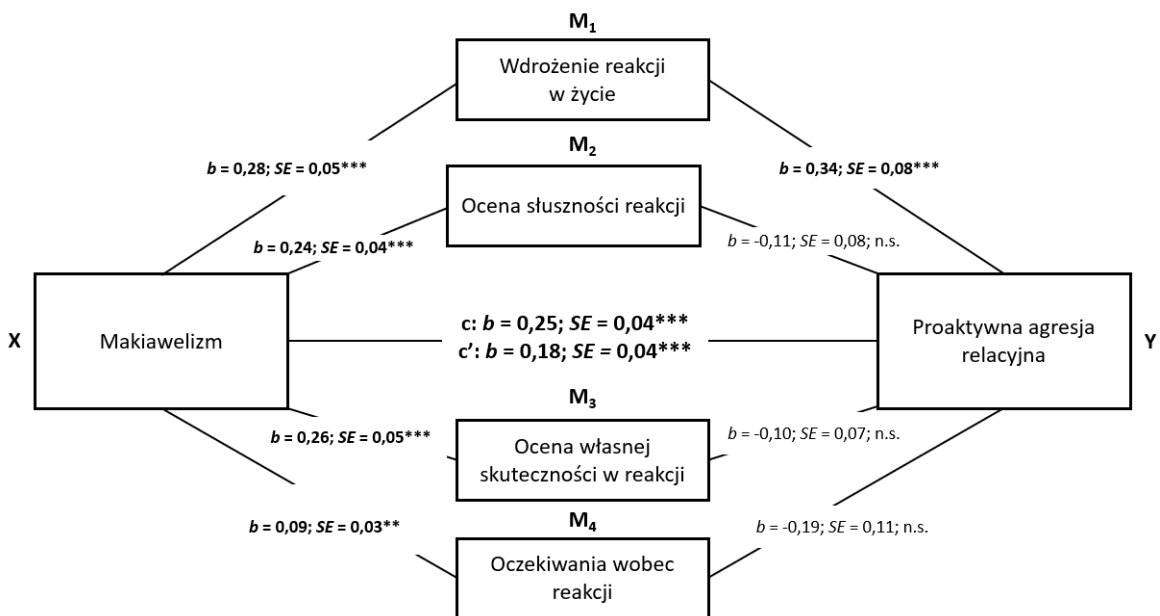 M₁
Wdrożenie reakcji
w życie
b = 0,28; SE = 0,05***
b = 0,34; SE = 0,08***
M₂
Ocena słuszności reakcji
b = 0,24; SE = 0,04***
b = -0,11; SE = 0,08; n.s.
X
Makiawelizm
c: b = 0,25; SE = 0,04***
c’: b = 0,18; SE = 0,04***
Proaktywna agresja
relacyjna
Y
M₃
Ocena własnej
skuteczności w reakcji
b = 0,26; SE = 0,05***
b = -0,10; SE = 0,07; n.s.
M₄
Oczekiwania wobec
reakcji
b = 0,09; SE = 0,03**
b = -0,19; SE = 0,11; n.s.